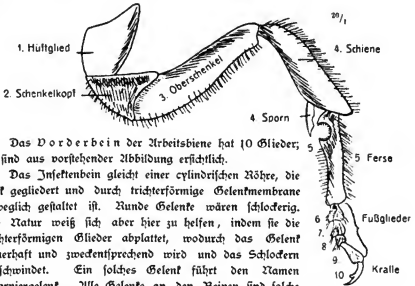 20/1
1. Hüftglied
4. Schiene
3. Oberschenkel
2. Schenkelkopf
4 Sporn
5
5 Ferse
Das Vorderbein der Arbeitsbiene hat 10 Glieder;
sind aus vorstehender Abbildung ersichtlich.
Das Insektenbein gleicht einer cylindrischen Röhre, die
gegliedert und durch trichterförmige Gelenkmembrane
weglich gestaltet ist. Runde Gelenke wären schlockerig.
Natur weiß sich aber hier zu helfen, indem sie die
chterförmigen Glieder abplattet, wodurch das Gelenk
uerhaft und zweckentsprechend wird und das Schlockern
schwindet. Ein solches Gelenk führt den Namen
arniergelenk. Alle Gelenke an den Beinen sind solche
6
Fußglieder
7
8
9
10
Kralle